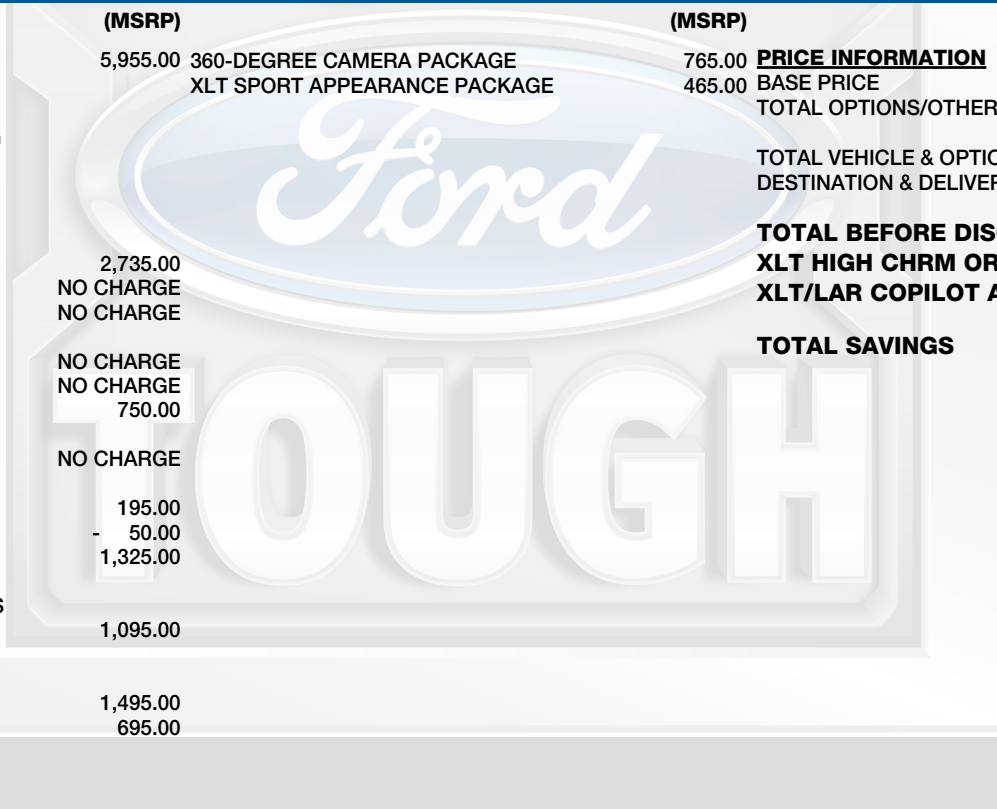 (MSRP)
5,955.00
2,735.00
NO CHARGE
NO CHARGE
NO CHARGE
NO CHARGE
750.00
NO CHARGE
195.00
- 50.00
1,325.00
1,095.00
1,495.00
695.00
(MSRP)
360-DEGREE CAMERA PACKAGE 765.00
XLT SPORT APPEARANCE PACKAGE 465.00
PRICE INFORMATION
BASE PRICE
TOTAL OPTIONS/OTHER
TOTAL VEHICLE & OPTIO
DESTINATION & DELIVER
TOTAL BEFORE DIS
XLT HIGH CHRM OR
XLT/LAR COPILOT A
TOTAL SAVINGS
Ford
TOUGH